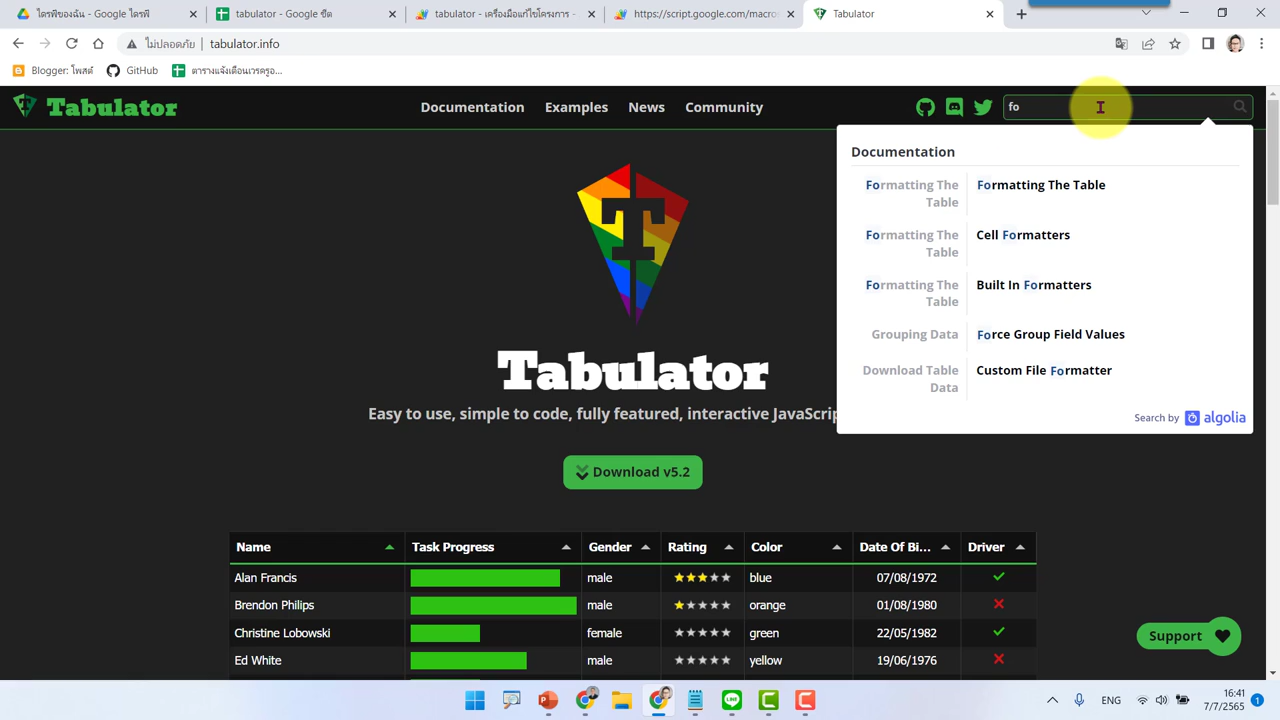 ไดรฟ์ของฉัน - Google ไดรฟ์
tabulator - Google ชีต
tabulator - เครื่องมือแก้ไขโครงการ -
https://script.google.com/macros
Tabulator
ไม่ปลอดภัย | tabulator.info
Blogger: โพสต์
GitHub
ตารางแจ้งเตือนเวรครูอ...
Tabulator
Documentation
Examples
News
Community
fo
Documentation
Formatting The Table
Formatting The Table
Formatting The Table
Cell Formatters
Formatting The Table
Built In Formatters
Grouping Data
Force Group Field Values
Download Table Data
Custom File Formatter
Search by algolia
Tabulator
Easy to use, simple to code, fully featured, interactive JavaScrip
Download v5.2
Name Task Progress Gender Rating Color Date Of Bi... Driver
Alan Francis male blue 07/08/1972
Brendon Philips male orange 01/08/1980
Christine Lobowski female green 22/05/1982
Ed White male yellow 19/06/1976
Support
ENG
16:41
7/7/2565
1